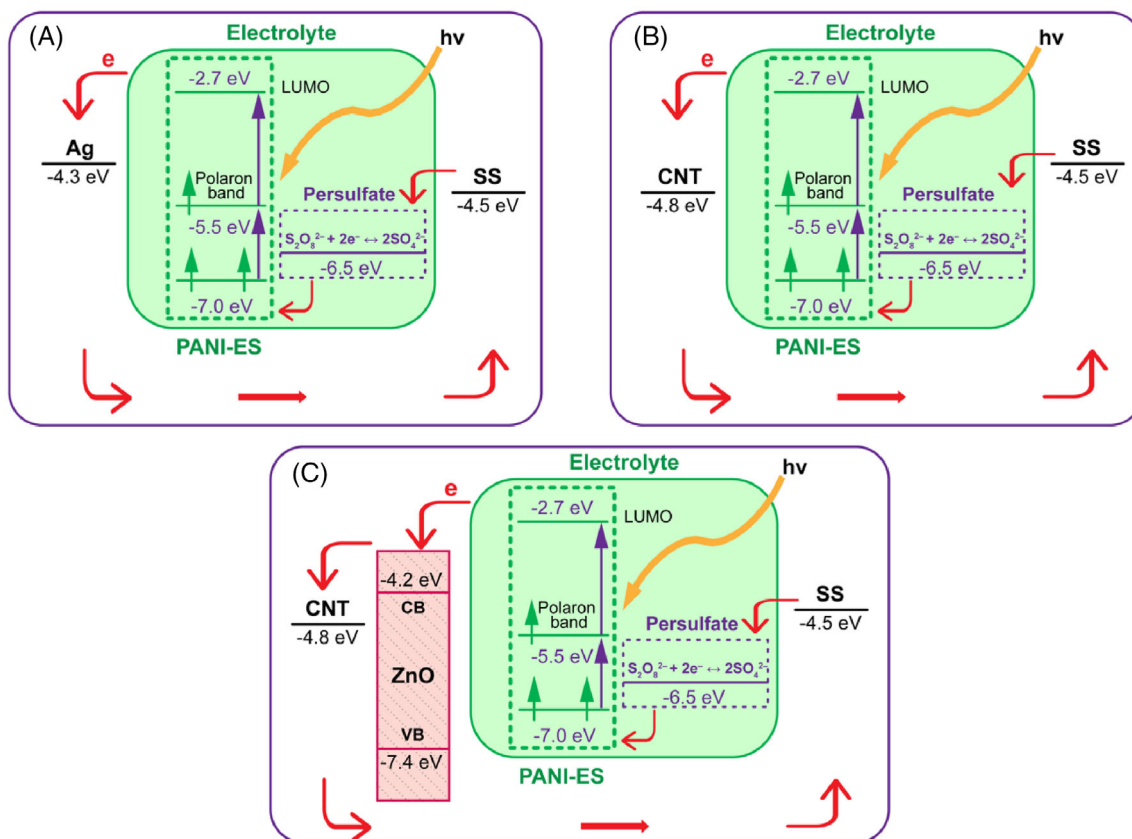 (A)
Electrolyte
hν
e
-2.7 eV
LUMO
Ag
-4.3 eV
Polaron
band
SS
-4.5 eV
Persulfate
-5.5 eV
S₂O₈²⁻ + 2e⁻ ↔ 2SO₄²⁻
-6.5 eV
-7.0 eV
PANI-ES
(B)
Electrolyte
hν
e
-2.7 eV
LUMO
CNT
-4.8 eV
Polaron
band
SS
-4.5 eV
Persulfate
-5.5 eV
S₂O₈²⁻ + 2e⁻ ↔ 2SO₄²⁻
-6.5 eV
-7.0 eV
PANI-ES
(C)
Electrolyte
hν
e
-2.7 eV
LUMO
-4.2 eV
CB
CNT
-4.8 eV
ZnO
VB
-7.4 eV
Polaron
band
SS
-4.5 eV
Persulfate
-5.5 eV
S₂O₈²⁻ + 2e⁻ ↔ 2SO₄²⁻
-6.5 eV
-7.0 eV
PANI-ES